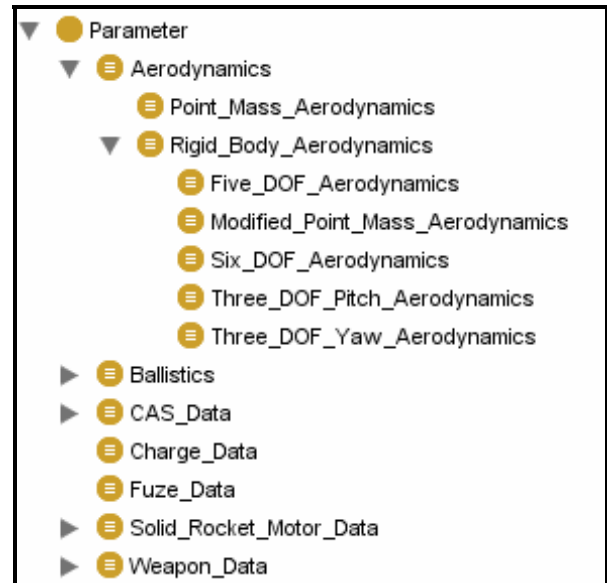 Parameter
Aerodynamics
Point_Mass_Aerodynamics
Rigid_Body_Aerodynamics
Five_DOF_Aerodynamics
Modified_Point_Mass_Aerodynamics
Six_DOF_Aerodynamics
Three_DOF_Pitch_Aerodynamics
Three_DOF_Yaw_Aerodynamics
Ballistics
CAS_Data
Charge_Data
Fuze_Data
Solid_Rocket_Motor_Data
Weapon_Data